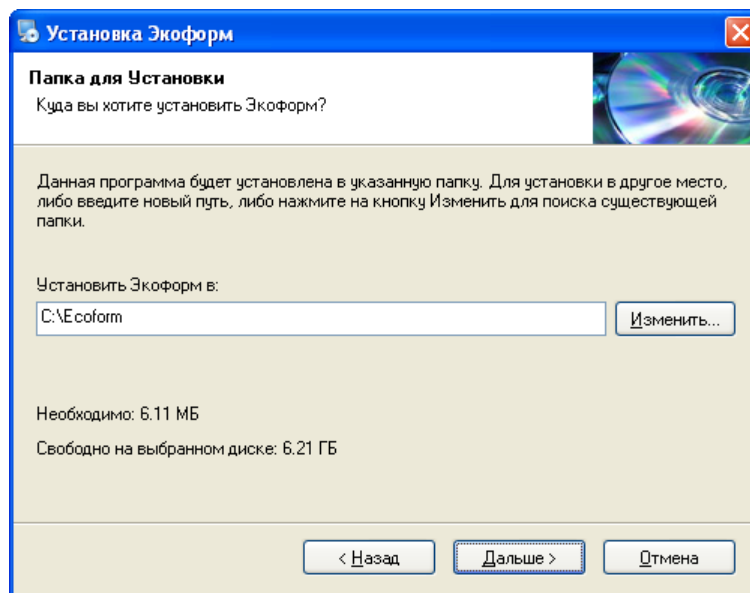 Установка Экоформ
Папка для Установки
Куда вы хотите установить Экоформ?
Данная программа будет установлена в указанную папку. Для установки в другое место,
либо введите новый путь, либо нажмите на кнопку Изменить для поиска существующей
папки.
Установить Экоформ в:
C:\Ecoform
Изменить...
Необходимо: 6.11 МБ
Свободно на выбранном диске: 6.21 ГБ
< Назад
Дальше >
Отмена